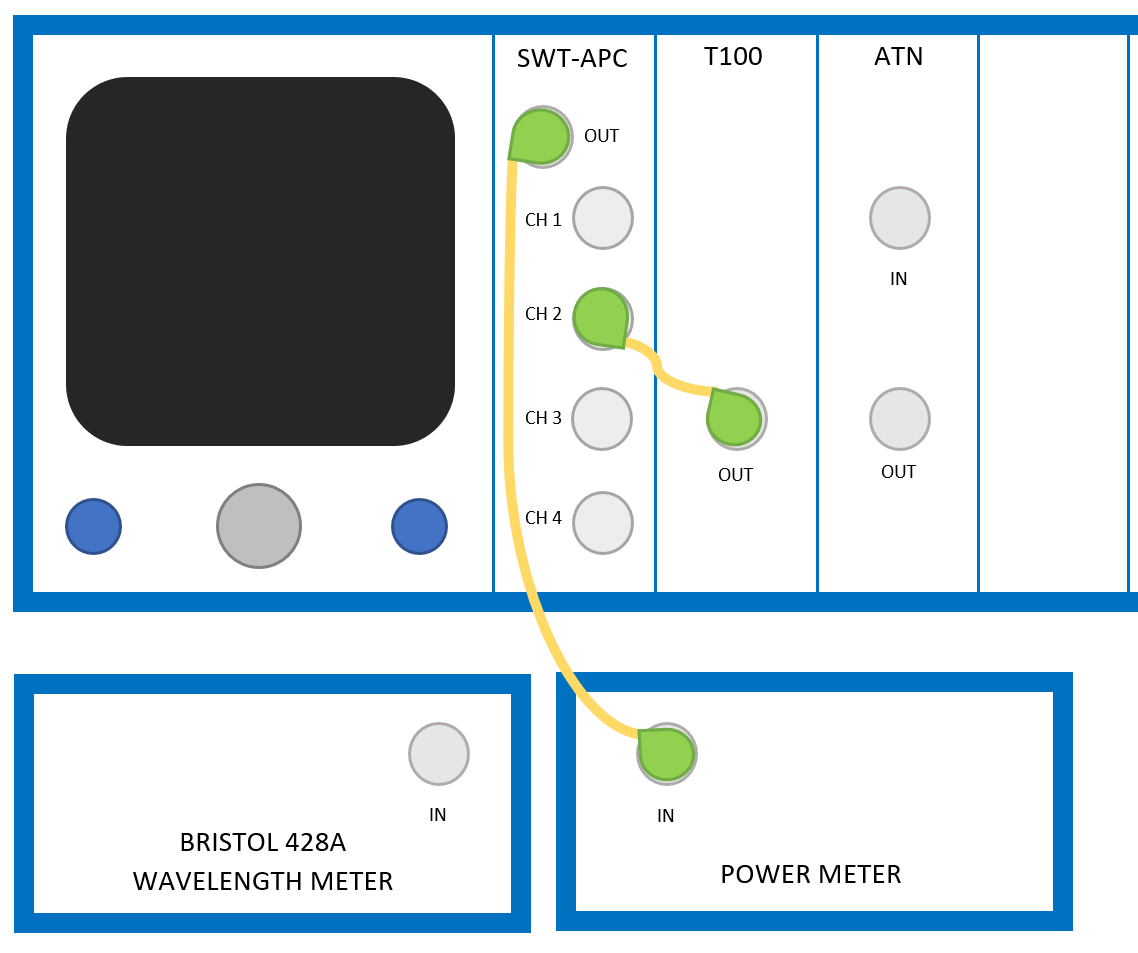 SWT-APC
T100
ATN
OUT
CH 1
IN
CH 2
CH 3
OUT
OUT
CH 4
IN
BRISTOL 428A
WAVELENGTH METER
IN
POWER METER